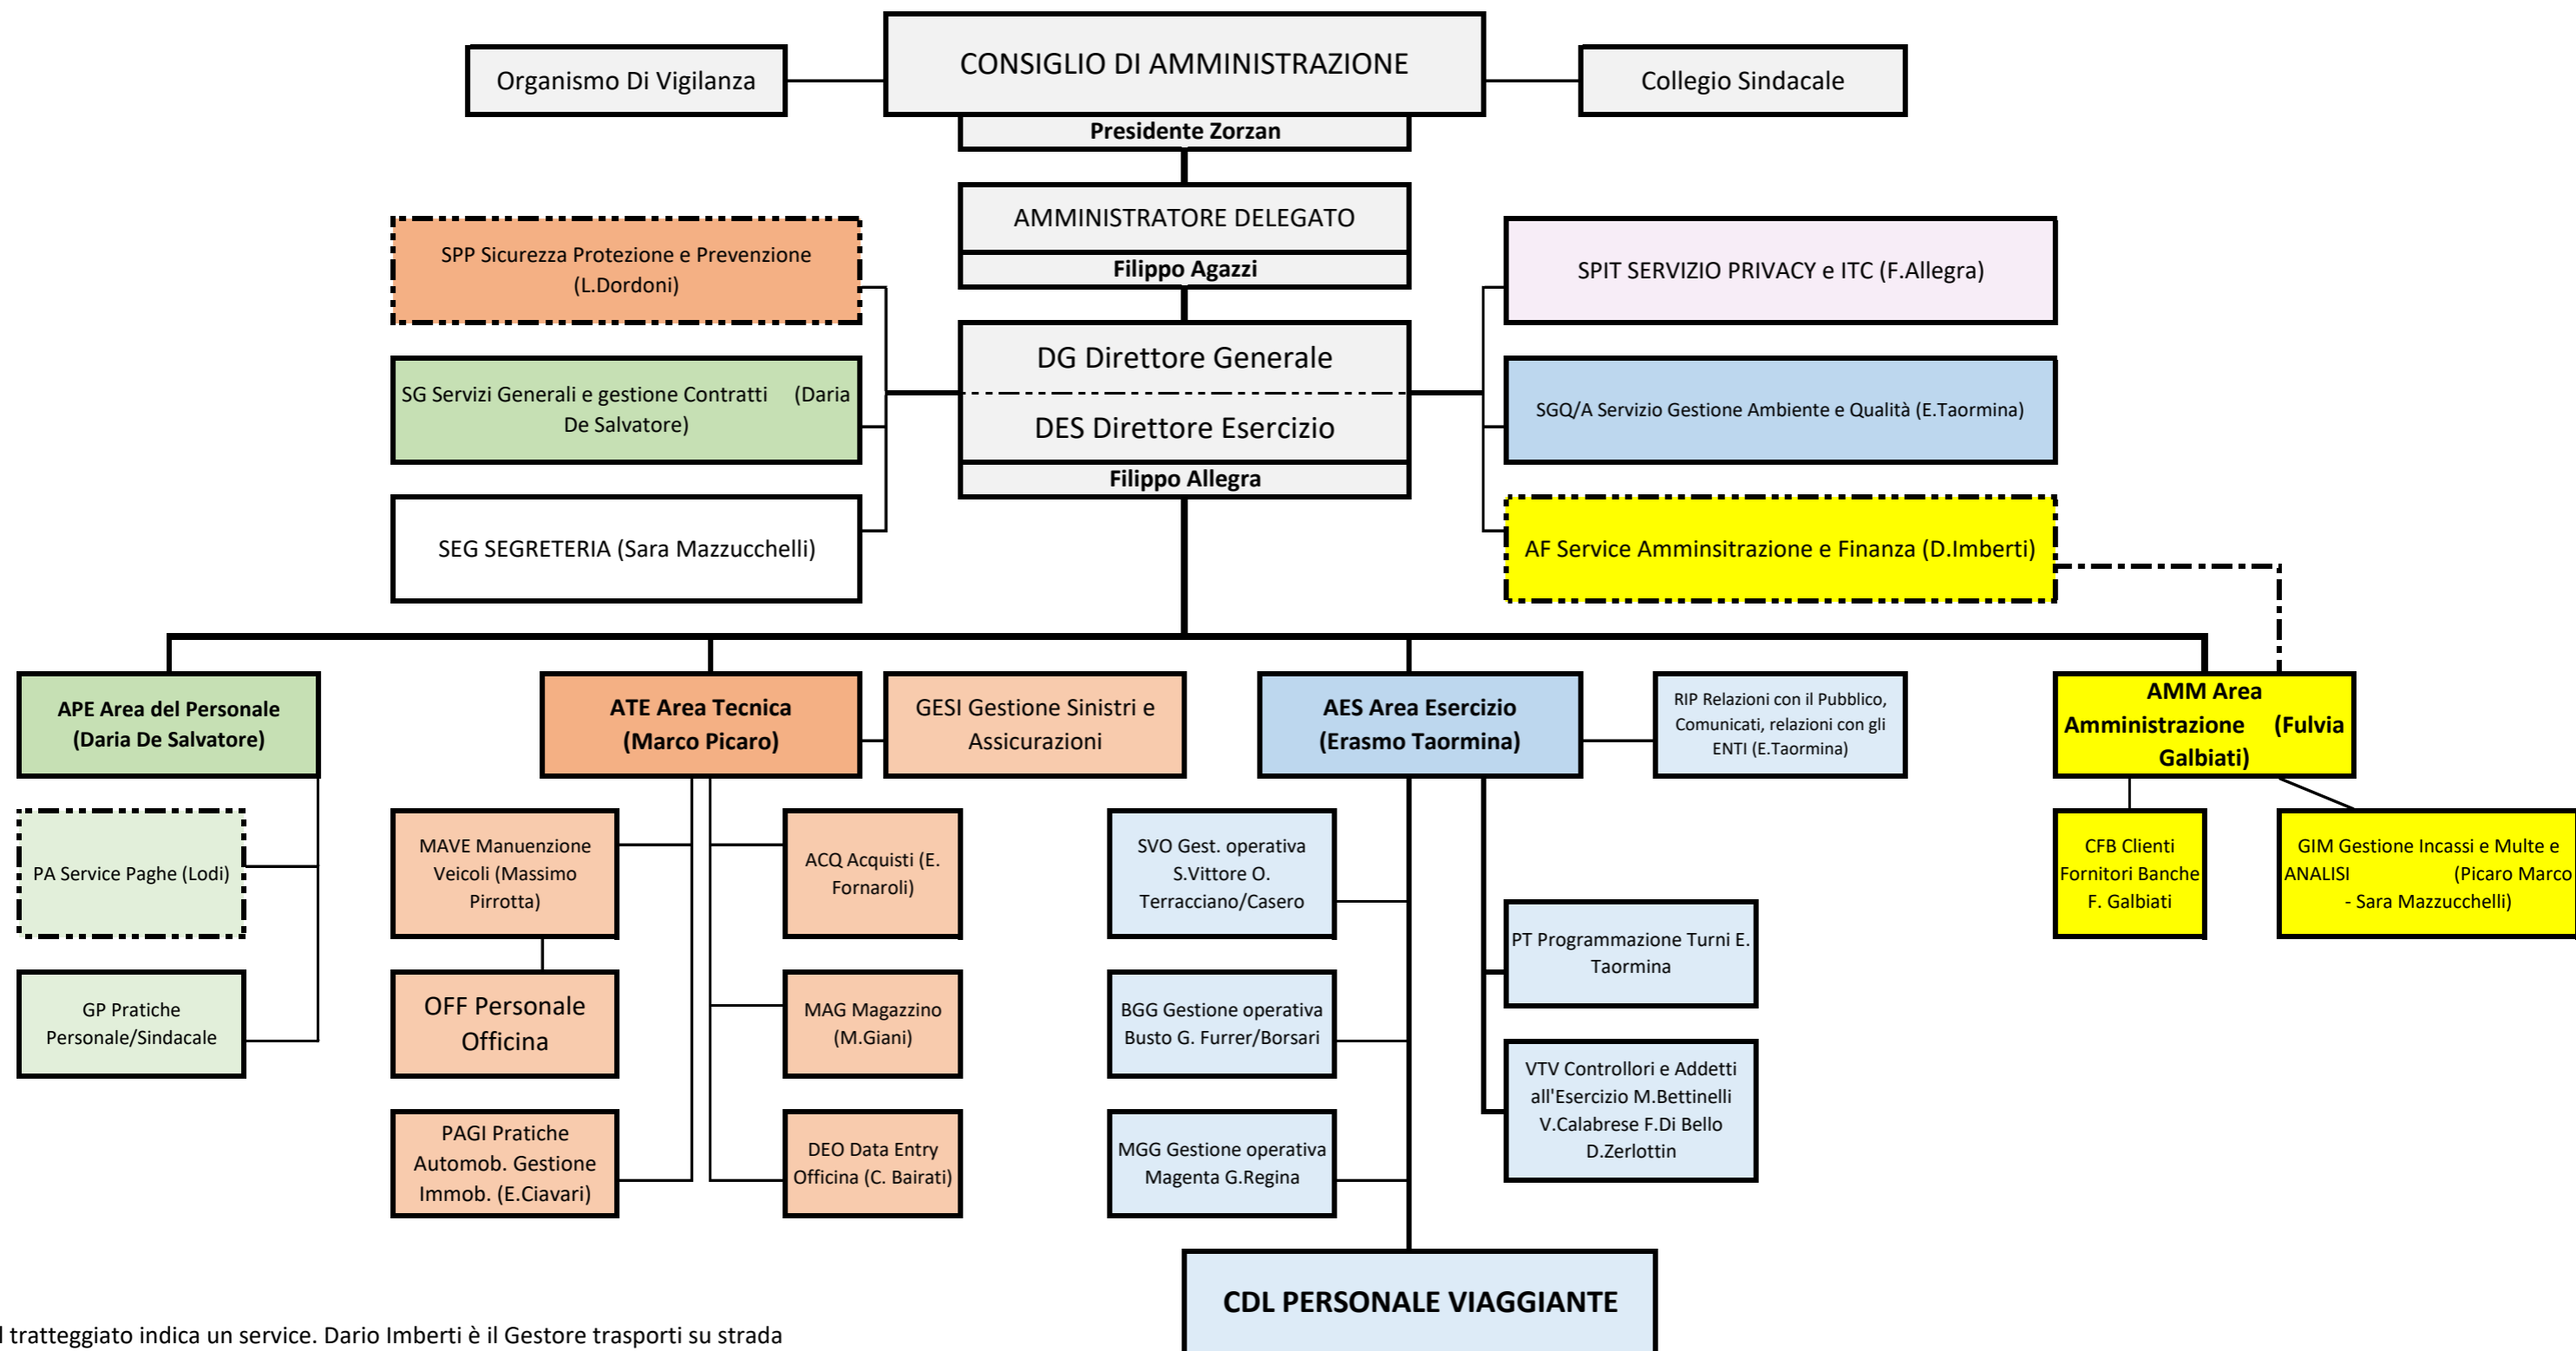 CONSIGLIO DI AMMINISTRAZIONE
Organismo Di Vigilanza
Collegio Sindacale
Presidente Zorzan
AMMINISTRATORE DELEGATO
Filippo Agazzi
SPP Sicurezza Protezione e Prevenzione
(L.Dordoni)
SPIT SERVIZIO PRIVACY e ITC (F.Allegra)
DG Direttore Generale
DES Direttore Esercizio
Filippo Allegra
SG Servizi Generali e gestione Contratti (Daria
De Salvatore)
SGQ/A Servizio Gestione Ambiente e Qualità (E.Taormina)
SEG SEGRETERIA (Sara Mazzucchelli)
AF Service Amminsitrazione e Finanza (D.Imberti)
APE Area del Personale
(Daria De Salvatore)
ATE Area Tecnica
(Marco Picaro)
GESI Gestione Sinistri e
Assicurazioni
AES Area Esercizio
(Erasmo Taormina)
RIP Relazioni con il Pubblico,
Comunicati, relazioni con gli
ENTI (E.Taormina)
AMM Area
Amministrazione (Fulvia
Galbiati)
PA Service Paghe (Lodi)
MAVE Manuenzione
Veicoli (Massimo
Pirrotta)
ACQ Acquisti (E.
Fornaroli)
SVO Gest. operativa
S.Vittore O.
Terracciano/Casero
CFB Clienti
Fornitori Banche
F. Galbiati
GIM Gestione Incassi e Multe e
ANALISI (Picaro Marco
- Sara Mazzucchelli)
PT Programmazione Turni E.
Taormina
GP Pratiche
Personale/Sindacale
OFF Personale
Officina
MAG Magazzino
(M.Giani)
BGG Gestione operativa
Busto G. Furrer/Borsari
VTV Controllori e Addetti
all'Esercizio M.Bettinelli
V.Calabrese F.Di Bello
D.Zerlottin
PAGI Pratiche
Automob. Gestione
Immob. (E.Ciavari)
DEO Data Entry
Officina (C. Bairati)
MGG Gestione operativa
Magenta G.Regina
CDL PERSONALE VIAGGIANTE
l tratteggiato indica un service. Dario Imberti è il Gestore trasporti su strada